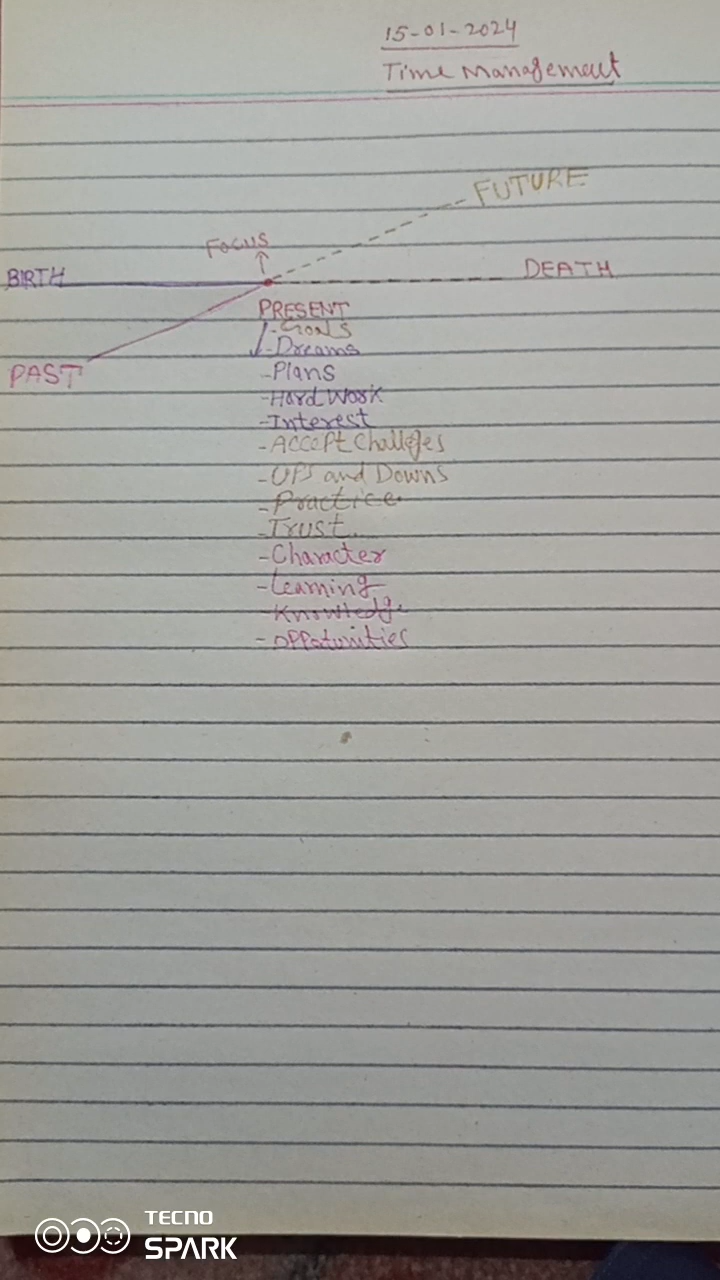 15-01-2024
Time Management
FUTURE
FOCUS
BIRTH
DEATH
PRESENT
- Goals
- Dreams
PAST
- Plans
- Hard Work
- Interest
- Accept Challeges
- UPS and Downs
- Practice.
- Trust.
- Character
- Learning
- Knowledge.
- OPPotunities
TECNO
SPARK